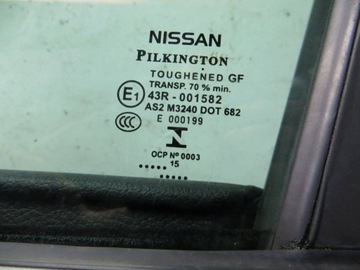 NISSAN
PILKINGTON
TOUGHENED GF
TRANSP. 70 % min.
E1 43R - 001582
AS2 M3240 DOT 682
E 000199
CCC N
OCP Nº 0003
15